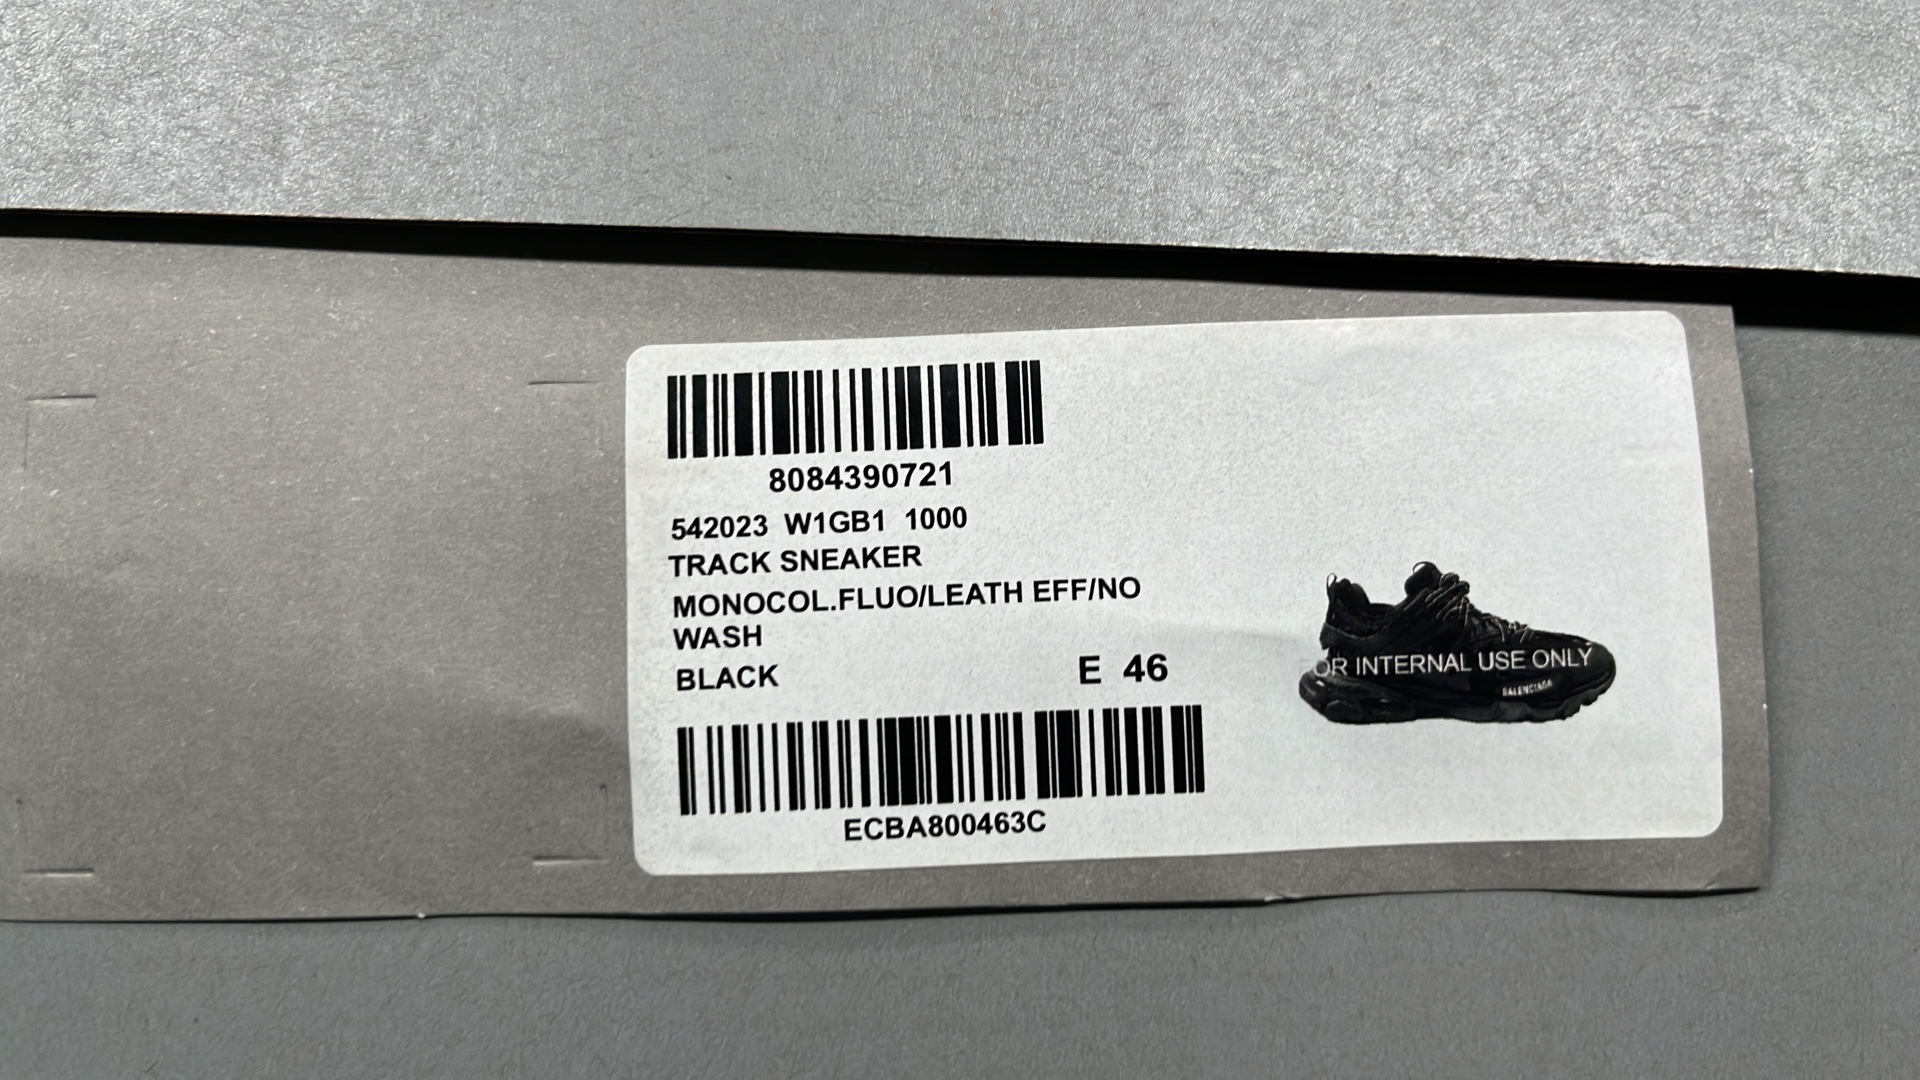 8084390721
542023 W1GB1 1000
TRACK SNEAKER
MONOCOL.FLUO/LEATH EFF/NO
WASH
BLACK E 46
OR INTERNAL USE ONLY
BALENCIAGA
ECBA800463C